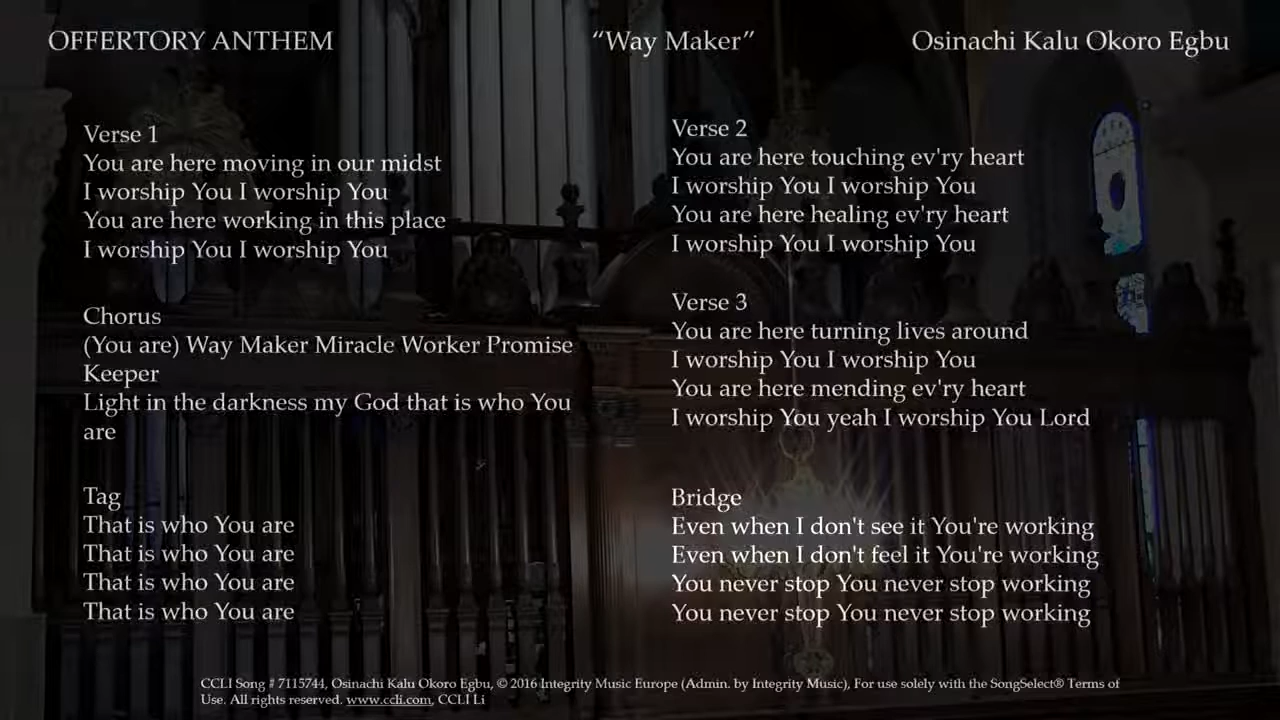 OFFERTORY ANTHEM
“Way Maker”
Osinachi Kalu Okoro Egbu
Verse 1
You are here moving in our midst
I worship You I worship You
You are here working in this place
I worship You I worship You
Chorus
(You are) Way Maker Miracle Worker Promise
Keeper
Light in the darkness my God that is who You
are
Tag
That is who You are
That is who You are
That is who You are
That is who You are
Verse 2
You are here touching ev'ry heart
I worship You I worship You
You are here healing ev'ry heart
I worship You I worship You
Verse 3
You are here turning lives around
I worship You I worship You
You are here mending ev'ry heart
I worship You yeah I worship You Lord
Bridge
Even when I don't see it You're working
Even when I don't feel it You're working
You never stop You never stop working
You never stop You never stop working
CCLI Song # 7115744, Osinachi Kalu Okoro Egbu, © 2016 Integrity Music Europe (Admin. by Integrity Music), For use solely with the SongSelect® Terms of
Use. All rights reserved. www.ccli.com, CCLI Li